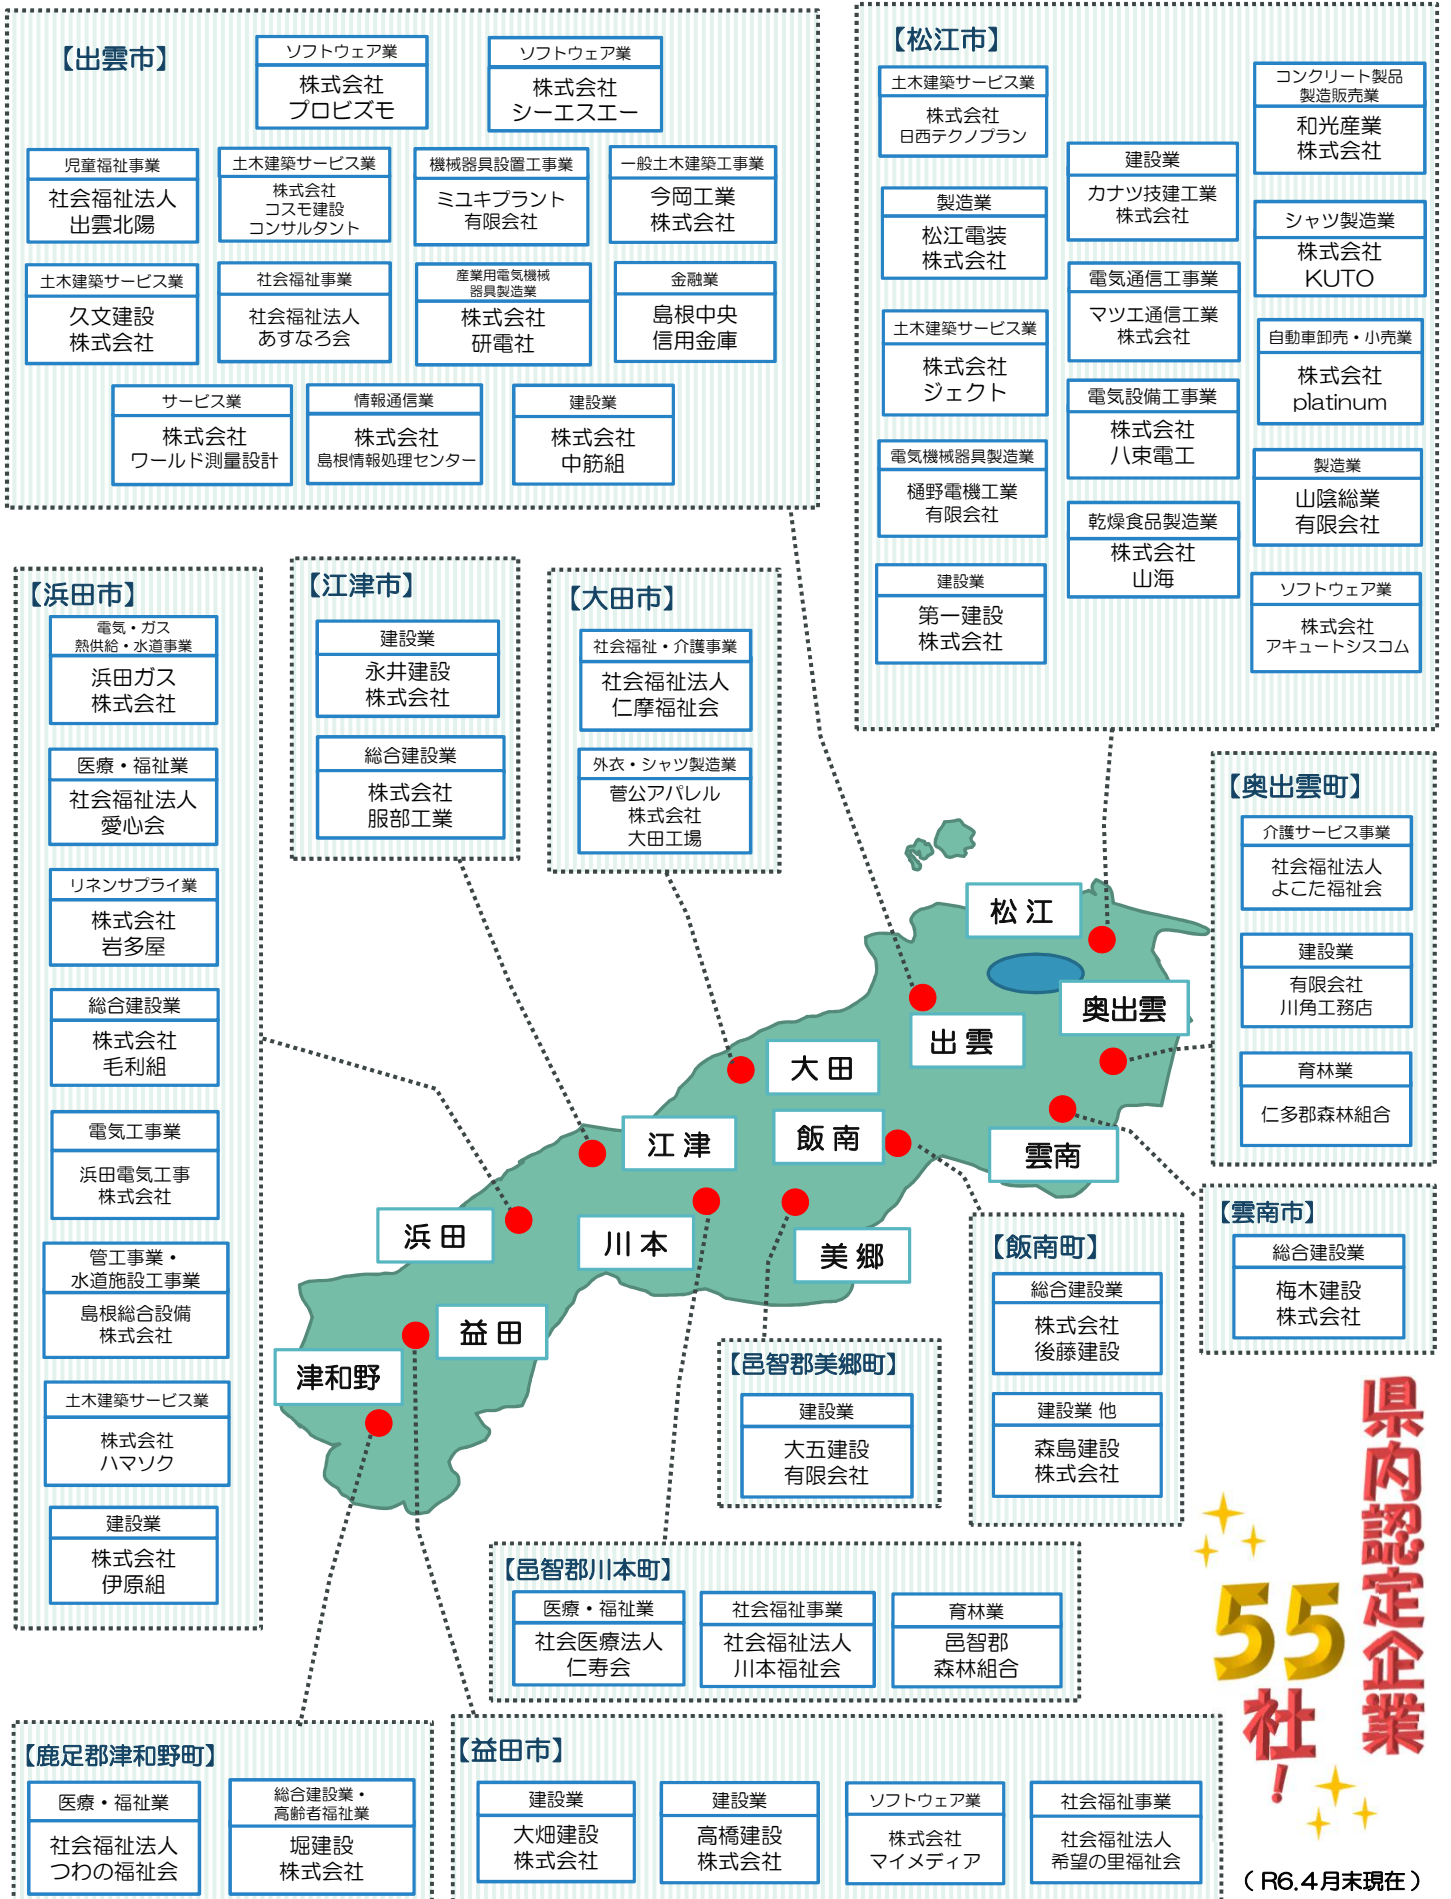 【出雲市】
ソフトウェア業
株式会社
プロビズモ
ソフトウェア業
株式会社
シーエスエー
児童福祉事業
社会福祉法人
出雲北陽
土木建築サービス業
株式会社
コスモ建設
コンサルタント
機械器具設置工事業
ミユキプラント
有限会社
一般土木建築工事業
今岡工業
株式会社
土木建築サービス業
久文建設
株式会社
社会福祉事業
社会福祉法人
あすなろ会
産業用電気機械
器具製造業
株式会社
研電社
金融業
島根中央
信用金庫
サービス業
株式会社
ワールド測量設計
情報通信業
株式会社
島根情報処理センター
建設業
株式会社
中筋組
【松江市】
土木建築サービス業
株式会社
日西テクノプラン
製造業
松江電装
株式会社
土木建築サービス業
株式会社
ジェクト
電気機械器具製造業
樋野電機工業
有限会社
建設業
第一建設
株式会社
建設業
カナツ技建工業
株式会社
電気通信工事業
マツエ通信工業
株式会社
電気設備工事業
株式会社
八束電工
乾燥食品製造業
株式会社
山海
コンクリート製品
製造販売業
和光産業
株式会社
シャツ製造業
株式会社
KUTO
自動車卸売・小売業
株式会社
platinum
製造業
山陰総業
有限会社
ソフトウェア業
株式会社
アキュートシスコム
【浜田市】
電気・ガス
熱供給・水道事業
浜田ガス
株式会社
医療・福祉業
社会福祉法人
愛心会
リネンサプライ業
株式会社
岩多屋
総合建設業
株式会社
毛利組
電気工事業
浜田電気工事
株式会社
管工事業・
水道施設工事業
島根総合設備
株式会社
土木建築サービス業
株式会社
ハマソク
建設業
株式会社
伊原組
【江津市】
建設業
永井建設
株式会社
総合建設業
株式会社
服部工業
【大田市】
社会福祉・介護事業
社会福祉法人
仁摩福祉会
外衣・シャツ製造業
菅公アパレル
株式会社
大田工場
【奥出雲町】
介護サービス事業
社会福祉法人
よこた福祉会
建設業
有限会社
川角工務店
育林業
仁多郡森林組合
松江
奥出雲
出雲
大田
飯南
雲南
江津
浜田
川本
美郷
益田
津和野
【雲南市】
総合建設業
梅木建設
株式会社
【飯南町】
総合建設業
株式会社
後藤建設
建設業 他
森島建設
株式会社
【邑智郡美郷町】
建設業
大五建設
有限会社
【邑智郡川本町】
医療・福祉業
社会医療法人
仁寿会
社会福祉事業
社会福祉法人
川本福祉会
育林業
邑智郡
森林組合
【鹿足郡津和野町】
医療・福祉業
社会福祉法人
つわの福祉会
総合建設業・
高齢者福祉業
堀建設
株式会社
【益田市】
建設業
大畑建設
株式会社
建設業
高橋建設
株式会社
ソフトウェア業
株式会社
マイメディア
社会福祉事業
社会福祉法人
希望の里福祉会
県内認定企業
55社！
（R6.4月末現在）